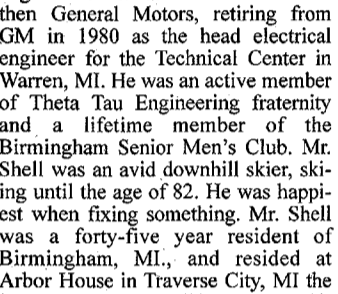 then General Motors, retiring from
GM in 1980 as the head electrical
engineer for the Technical Center in
Warren, MI. He was an active member
of Theta Tau Engineering fraternity
and a lifetime member of the
Birmingham Senior Men's Club. Mr.
Shell was an avid downhill skier, ski-
ing until the age of 82. He was happi-
est when fixing something. Mr. Shell
was a forty-five year resident of
Birmingham, MI., and resided at
Arbor House in Traverse City, MI the